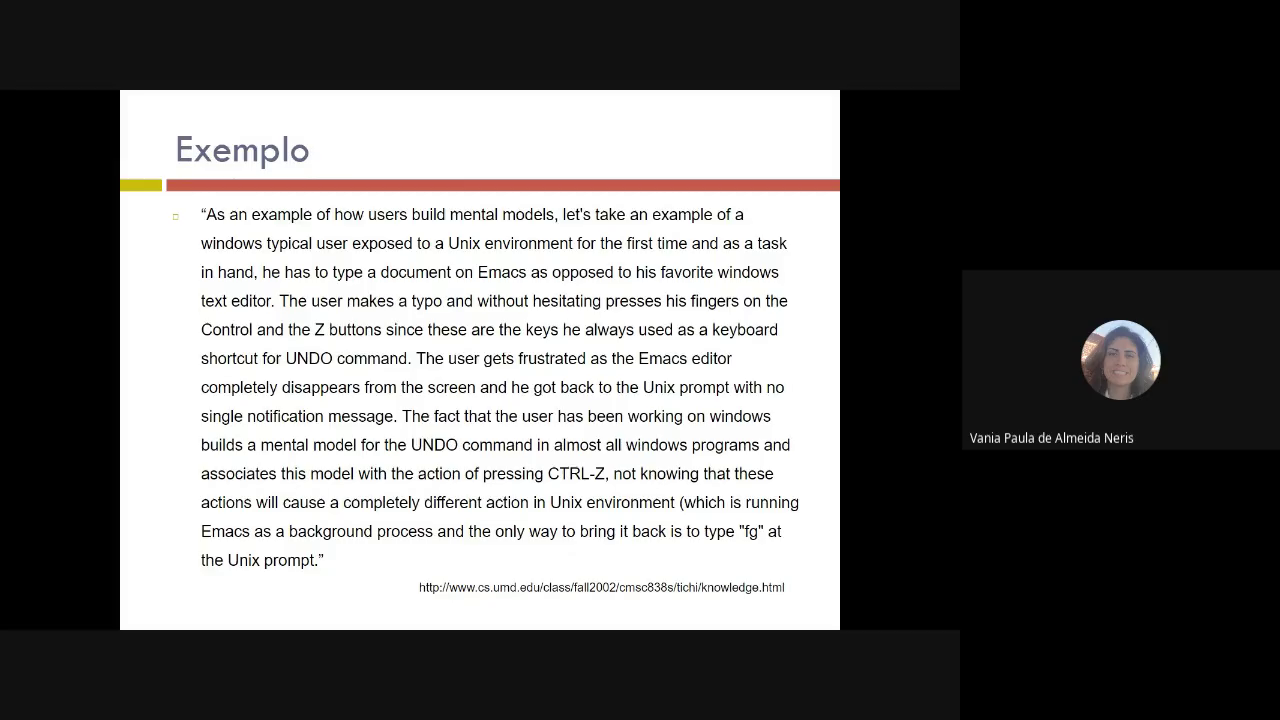 Exemplo
“As an example of how users build mental models, let's take an example of a
windows typical user exposed to a Unix environment for the first time and as a task
in hand, he has to type a document on Emacs as opposed to his favorite windows
text editor. The user makes a typo and without hesitating presses his fingers on the
Control and the Z buttons since these are the keys he always used as a keyboard
shortcut for UNDO command. The user gets frustrated as the Emacs editor
completely disappears from the screen and he got back to the Unix prompt with no
single notification message. The fact that the user has been working on windows
builds a mental model for the UNDO command in almost all windows programs and
associates this model with the action of pressing CTRL-Z, not knowing that these
actions will cause a completely different action in Unix environment (which is running
Emacs as a background process and the only way to bring it back is to type "fg" at
the Unix prompt.”
http://www.cs.umd.edu/class/fall2002/cmsc838s/tichi/knowledge.html
Vania Paula de Almeida Neris